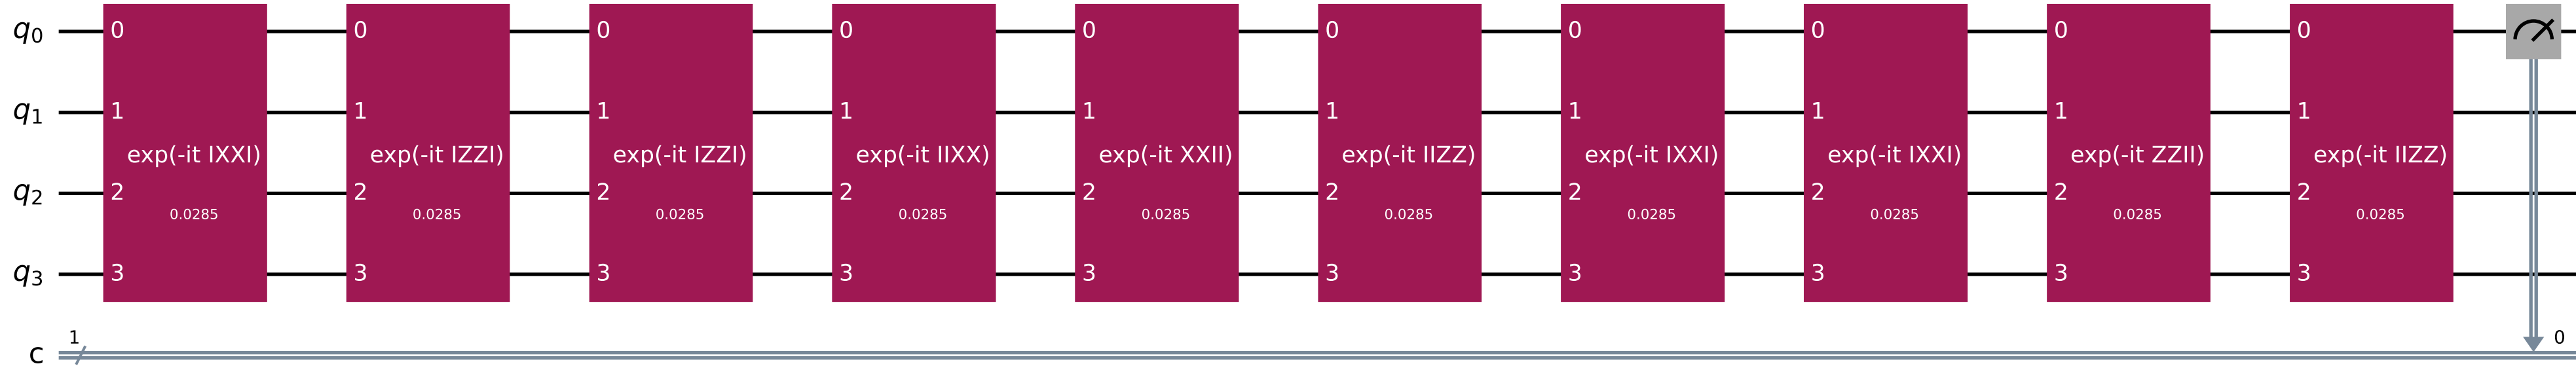 q0 0 0 0 0 0 0 0 0 0 0
q1 1 1 1 1 1 1 1 1 1 1
exp(-it IXXI) exp(-it IZZI) exp(-it IZZI) exp(-it IIXX) exp(-it XXII) exp(-it IIZZ) exp(-it IXXI) exp(-it IXXI) exp(-it ZZII) exp(-it IIZZ)
q2 2 2 2 2 2 2 2 2 2 2
0.0285 0.0285 0.0285 0.0285 0.0285 0.0285 0.0285 0.0285 0.0285 0.0285
q3 3 3 3 3 3 3 3 3 3 3
1 0
c